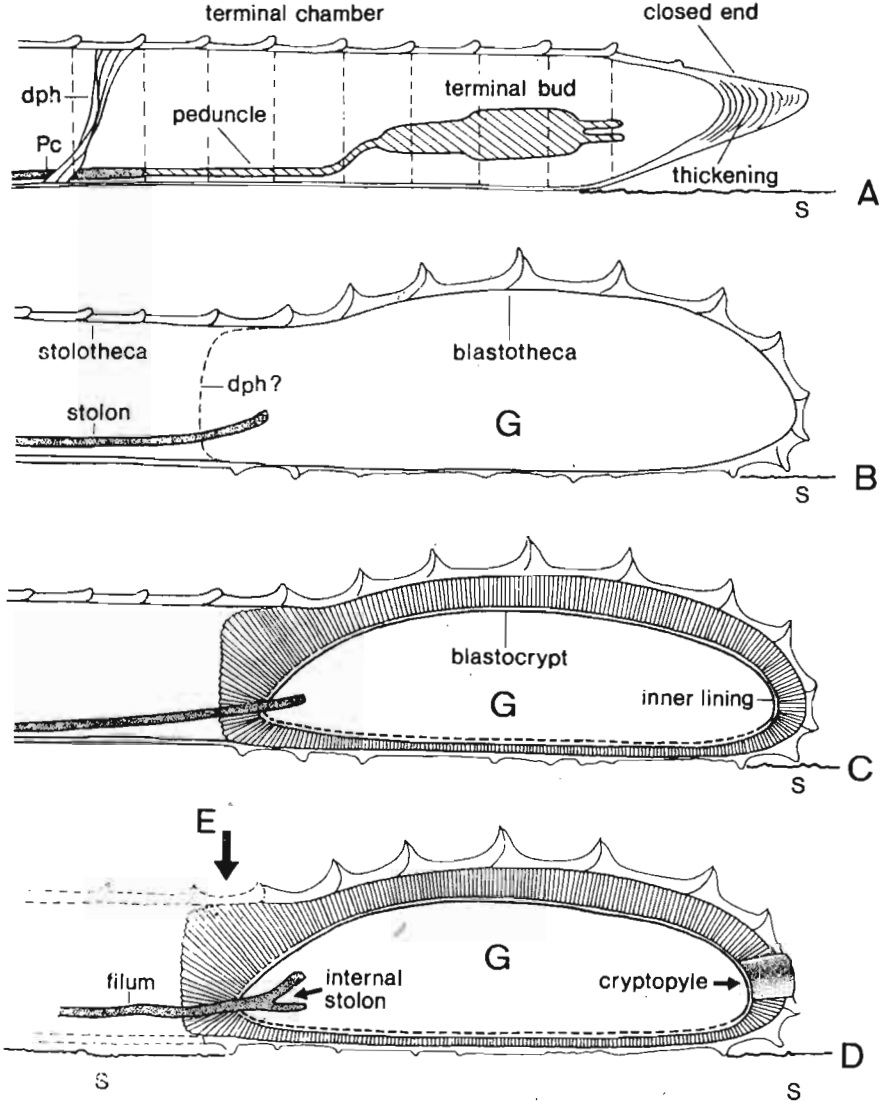 terminal chamber
closed end
dph
terminal bud
peduncle
Pc
thickening
S
A
stolotheca
blastotheca
dph?
stolon
G
S
B
blastocrypt
inner lining
G
C
S
E
G
filum
internal
stolon
cryptopyle
D
S
S